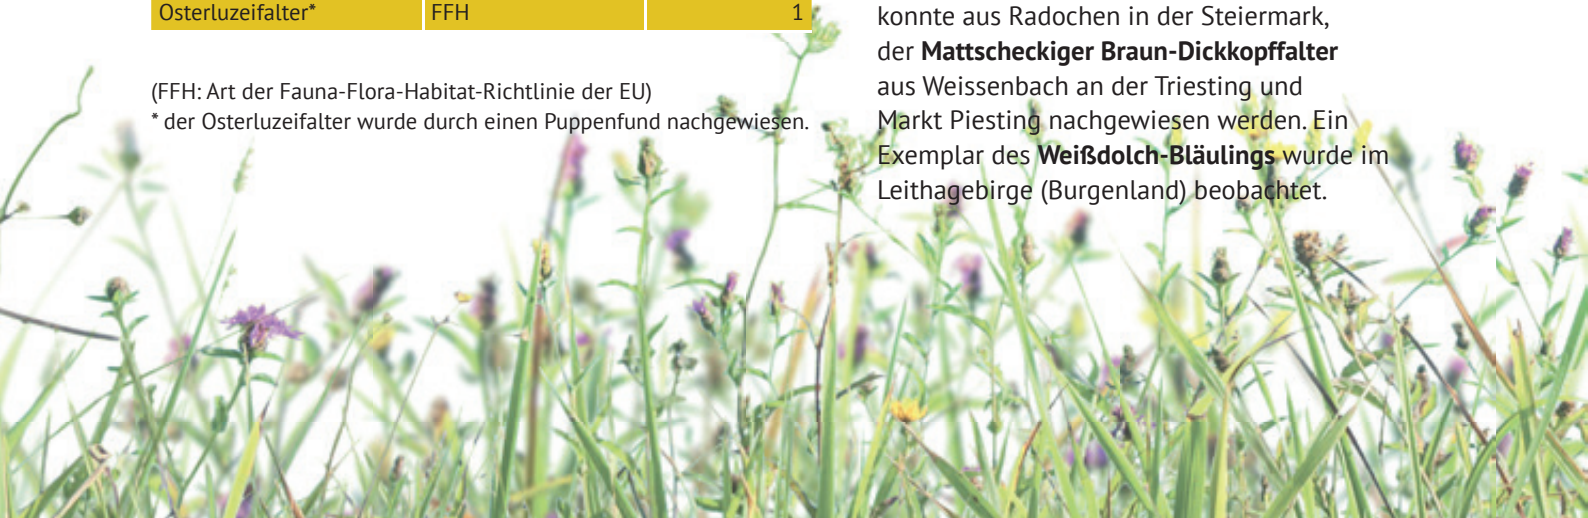 Osterluzeifalter* FFH 1
(FFH: Art der Fauna-Flora-Habitat-Richtlinie der EU)
* der Osterluzeifalter wurde durch einen Puppenfund nachgewiesen.
konnte aus Radochen in der Steiermark,
der Mattscheckiger Braun-Dickkopffalter
aus Weissenbach an der Triesting und
Markt Piesting nachgewiesen werden. Ein
Exemplar des Weißdolch-Bläulings wurde im
Leithagebirge (Burgenland) beobachtet.